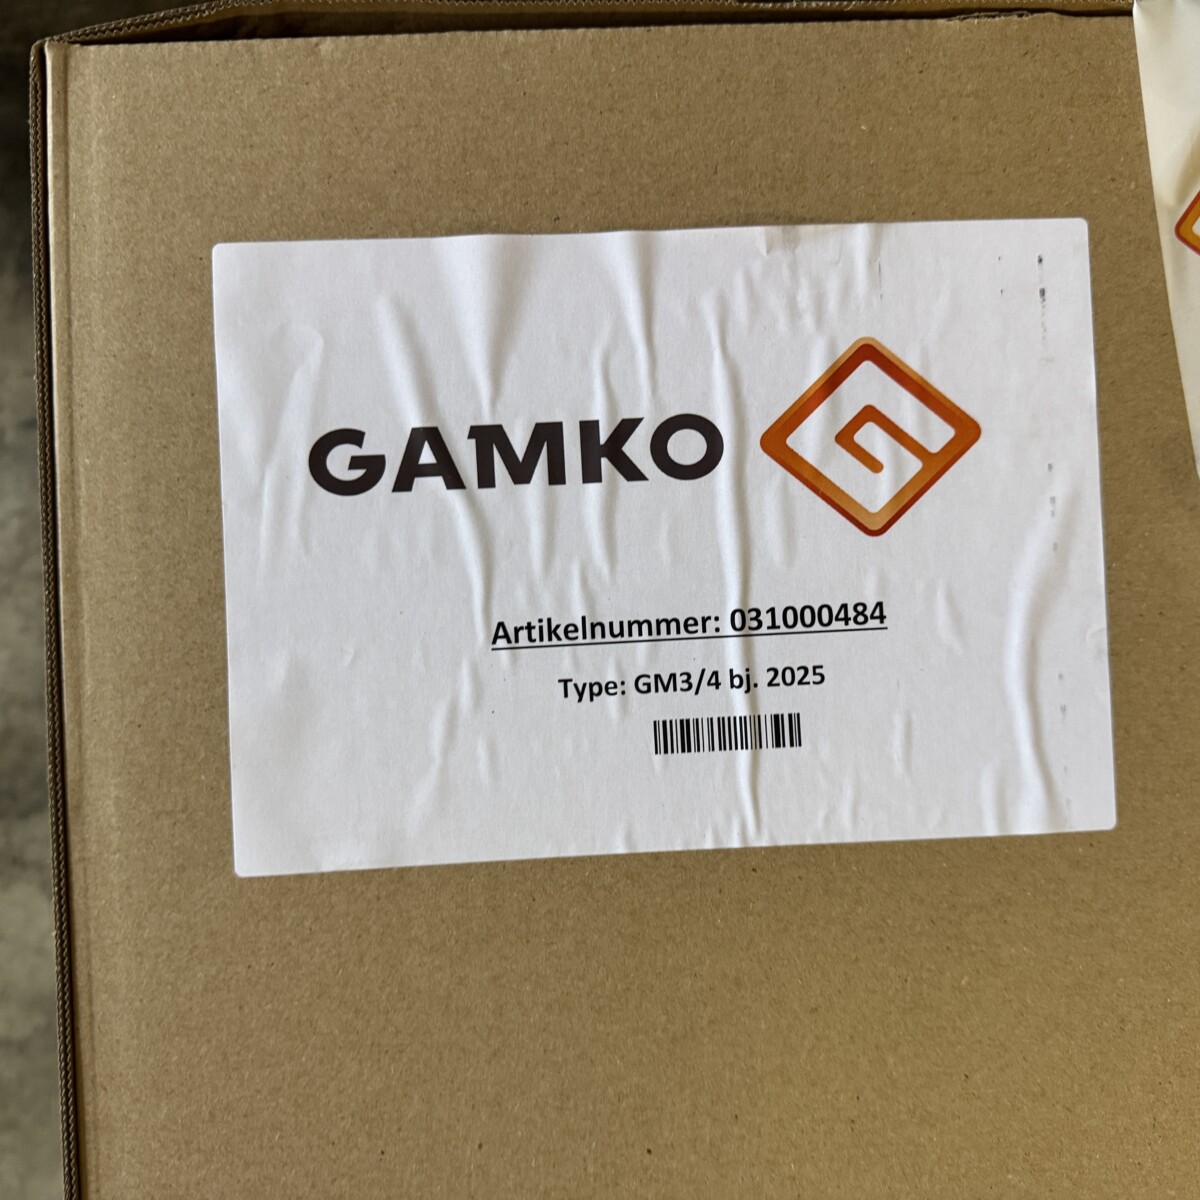 GAMKO
Artikelnummer: 031000484
Type: GM3/4 bj. 2025